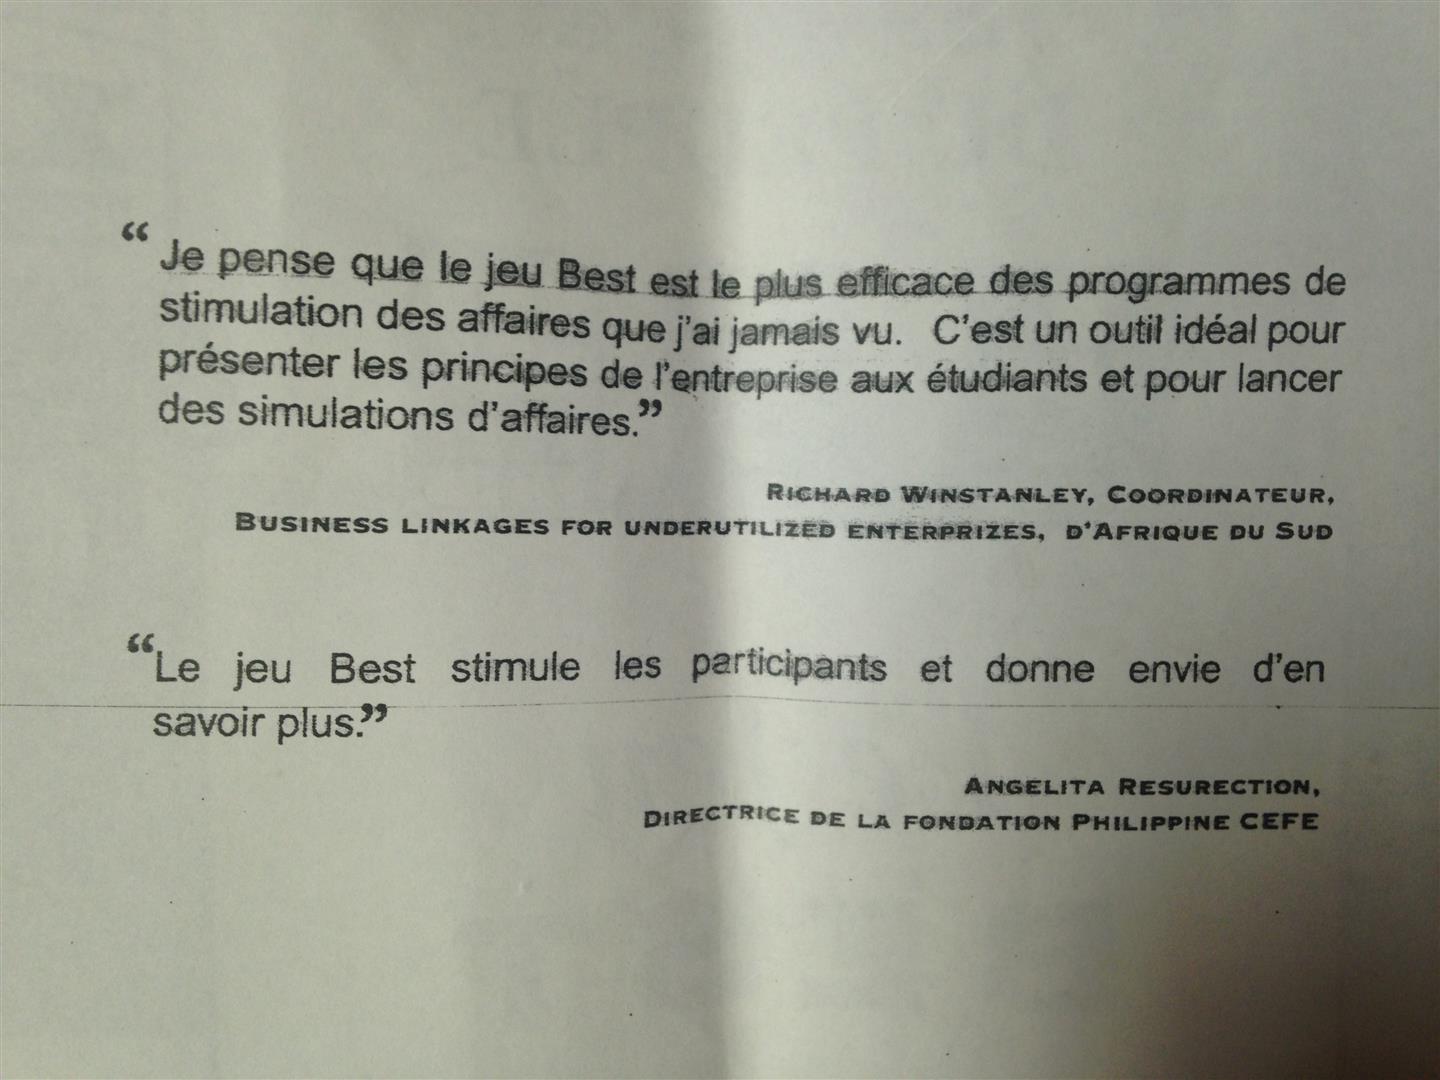 “Je pense que le jeu Best est le plus efficace des programmes de
stimulation des affaires que j’ai jamais vu. C’est un outil idéal pour
présenter les principes de l’entreprise aux étudiants et pour lancer
des simulations d’affaires.”
RICHARD WINSTANLEY, COORDINATEUR,
BUSINESS LINKAGES FOR UNDERUTILIZED ENTERPRIZES, D’AFRIQUE DU SUD
“Le jeu Best stimule les participants et donne envie d’en
savoir plus.”
ANGELITA RESURECTION,
DIRECTRICE DE LA FONDATION PHILIPPINE CEFE